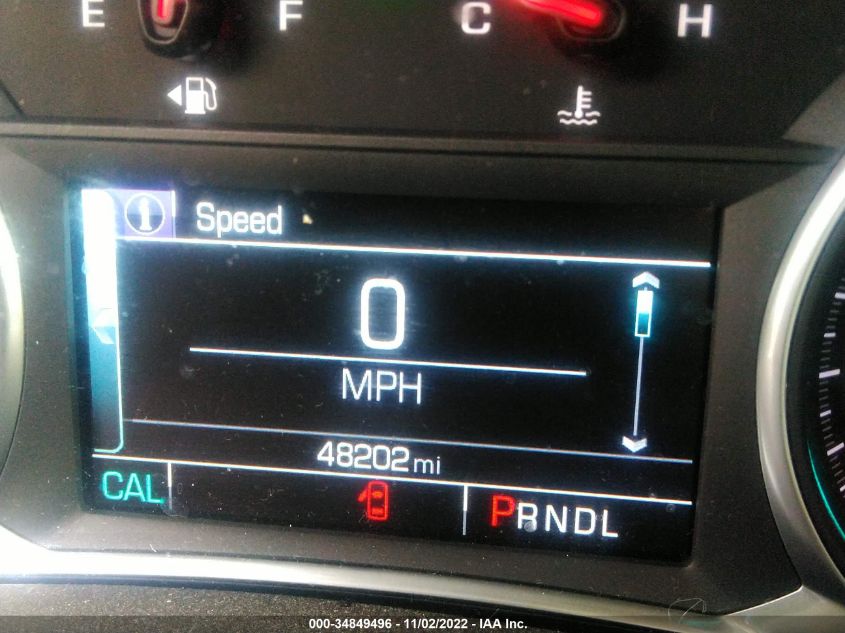 E F C H
i Speed
0
MPH
48202 mi
CAL PRNDL
000-34849496 - 11/02/2022 - IAA Inc.